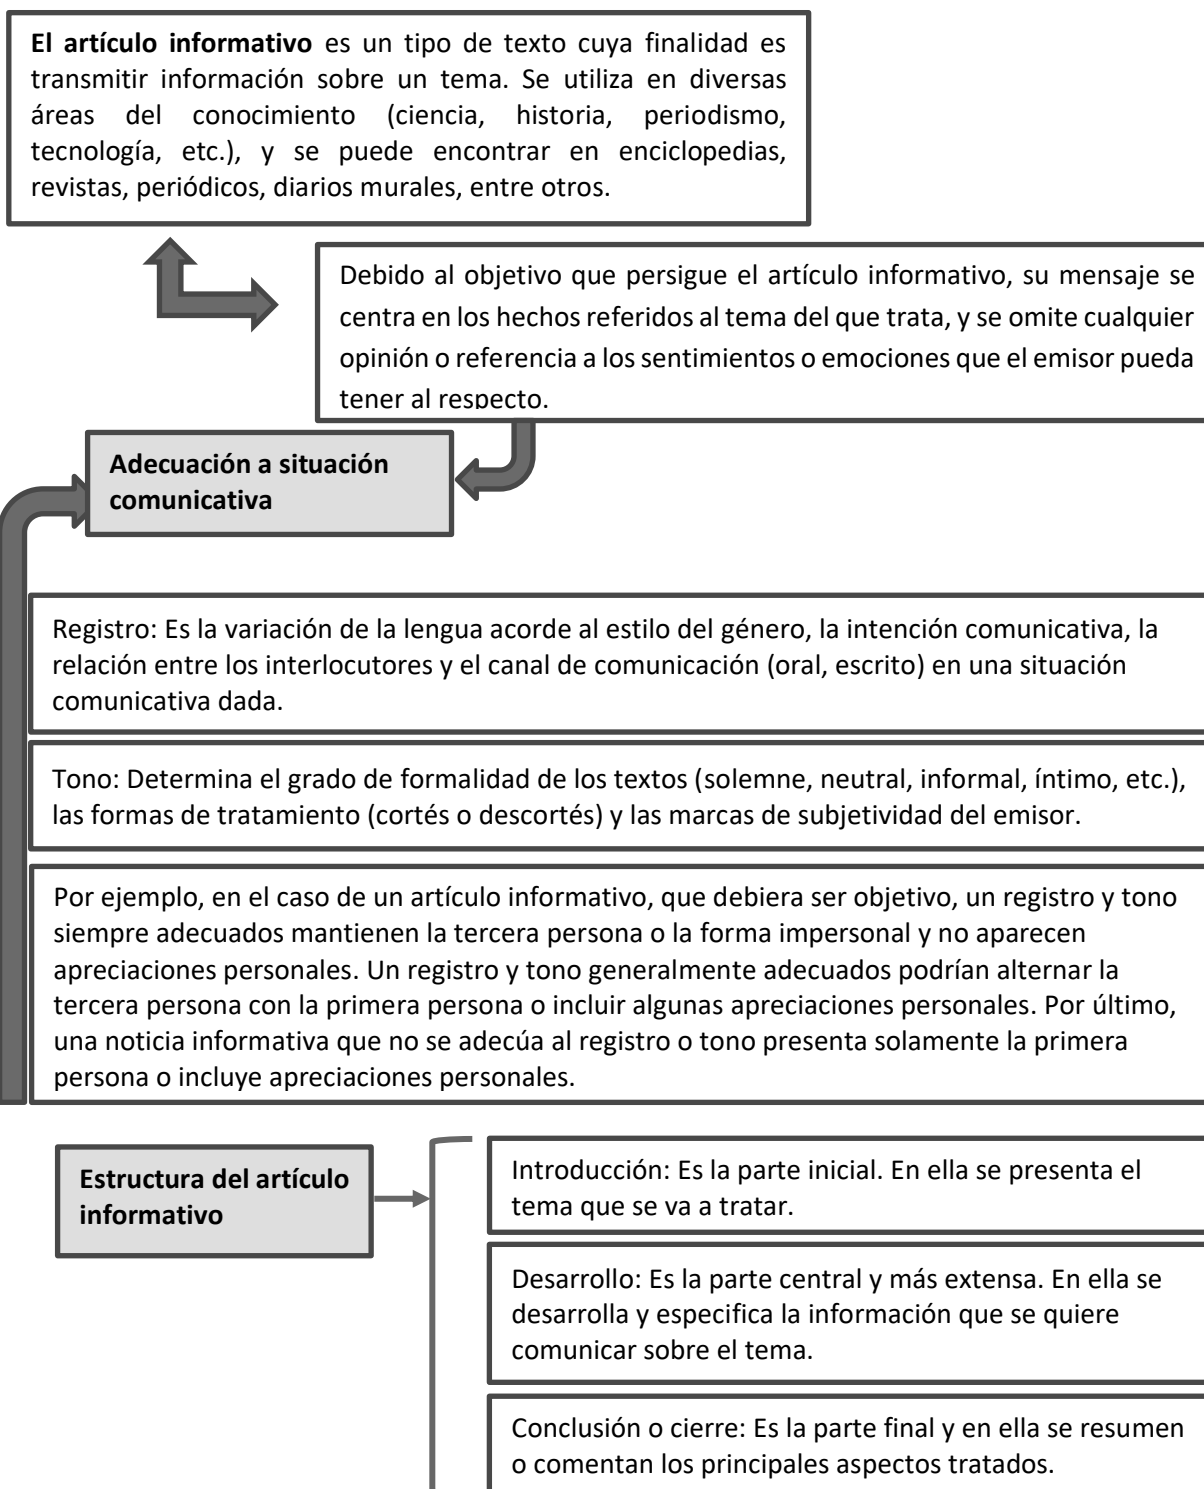 El artículo informativo es un tipo de texto cuya finalidad es
transmitir información sobre un tema. Se utiliza en diversas
áreas del conocimiento (ciencia, historia, periodismo,
tecnología, etc.), y se puede encontrar en enciclopedias,
revistas, periódicos, diarios murales, entre otros.
Debido al objetivo que persigue el artículo informativo, su mensaje se
centra en los hechos referidos al tema del que trata, y se omite cualquier
opinión o referencia a los sentimientos o emociones que el emisor pueda
tener al respecto.
Adecuación a situación
comunicativa
Registro: Es la variación de la lengua acorde al estilo del género, la intención comunicativa, la
relación entre los interlocutores y el canal de comunicación (oral, escrito) en una situación
comunicativa dada.
Tono: Determina el grado de formalidad de los textos (solemne, neutral, informal, íntimo, etc.),
las formas de tratamiento (cortés o descortés) y las marcas de subjetividad del emisor.
Por ejemplo, en el caso de un artículo informativo, que debiera ser objetivo, un registro y tono
siempre adecuados mantienen la tercera persona o la forma impersonal y no aparecen
apreciaciones personales. Un registro y tono generalmente adecuados podrían alternar la
tercera persona con la primera persona o incluir algunas apreciaciones personales. Por último,
una noticia informativa que no se adecúa al registro o tono presenta solamente la primera
persona o incluye apreciaciones personales.
Estructura del artículo
informativo
Introducción: Es la parte inicial. En ella se presenta el
tema que se va a tratar.
Desarrollo: Es la parte central y más extensa. En ella se
desarrolla y especifica la información que se quiere
comunicar sobre el tema.
Conclusión o cierre: Es la parte final y en ella se resumen
o comentan los principales aspectos tratados.